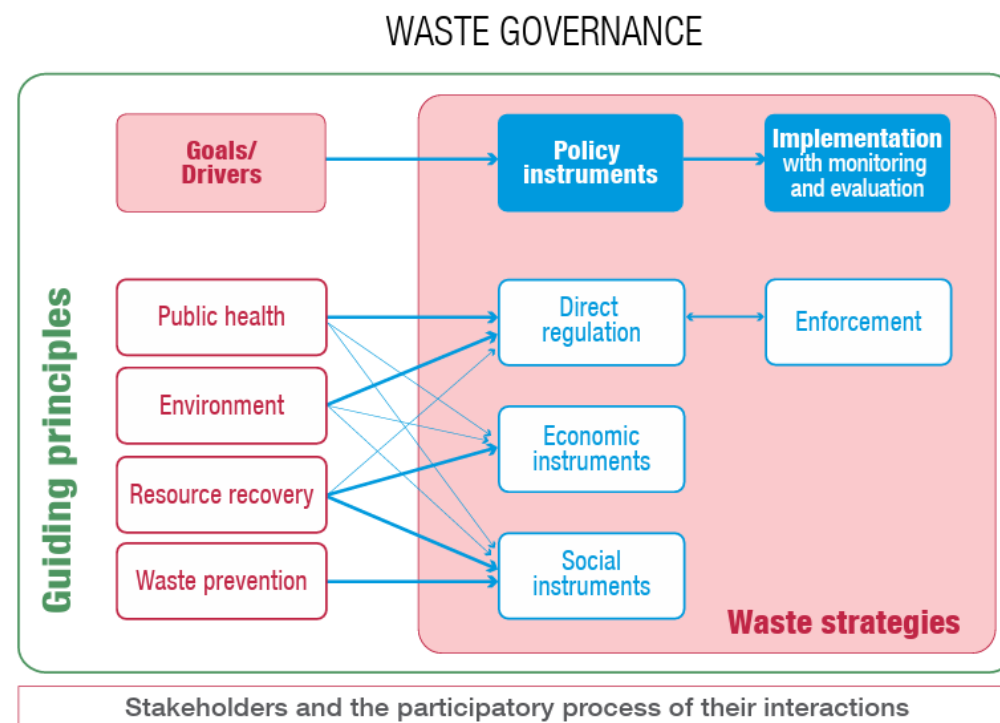 WASTE GOVERNANCE
Goals/
Drivers
Policy
instruments
Implementation
with monitoring
and evaluation
Guiding principles
Public health
Environment
Resource recovery
Waste prevention
Direct
regulation
Economic
instruments
Social
instruments
Enforcement
Waste strategies
Stakeholders and the participatory process of their interactions